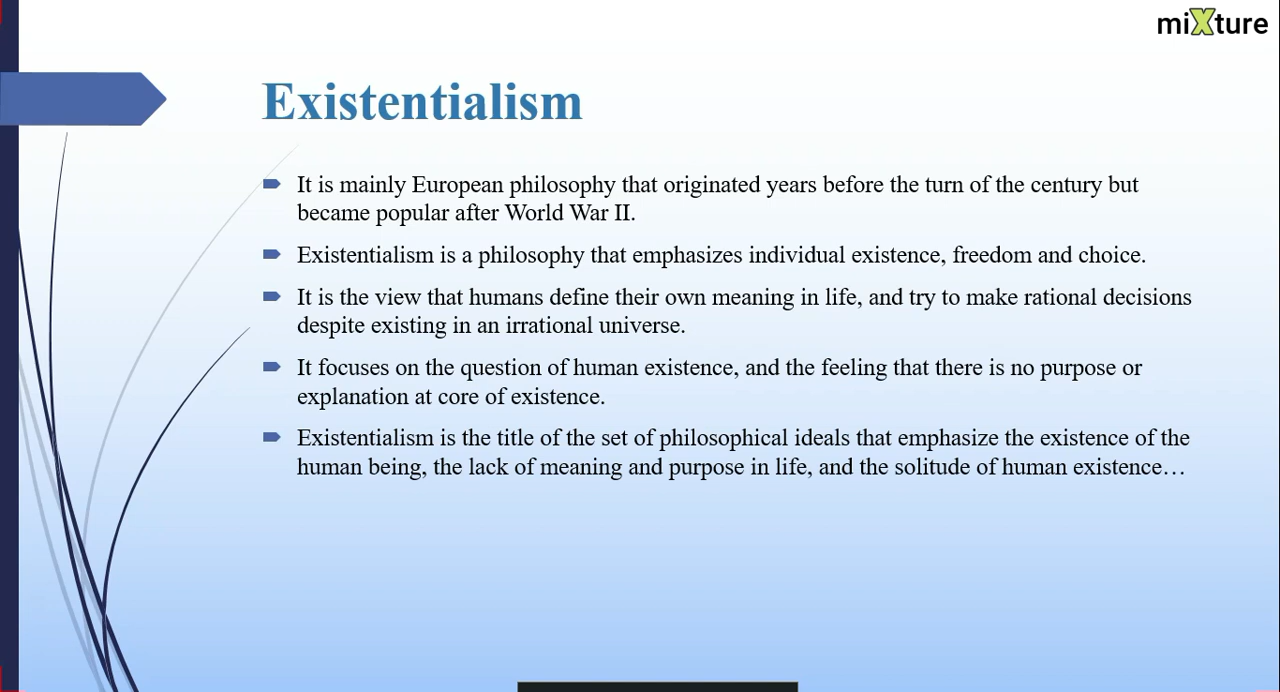 miXture
Existentialism
It is mainly European philosophy that originated years before the turn of the century but
became popular after World War II.
Existentialism is a philosophy that emphasizes individual existence, freedom and choice.
It is the view that humans define their own meaning in life, and try to make rational decisions
despite existing in an irrational universe.
It focuses on the question of human existence, and the feeling that there is no purpose or
explanation at core of existence.
Existentialism is the title of the set of philosophical ideals that emphasize the existence of the
human being, the lack of meaning and purpose in life, and the solitude of human existence…